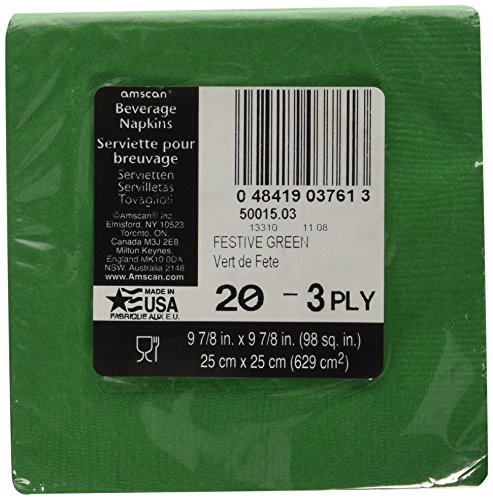 amscan®
Beverage
Napkins
Serviette pour
breuvage
Servietten
Servilletas
Tovaglioli
©Amscan® Inc.
Elmsford, NY 10523
Toronto, ON,
Canada M3J 2E8
Milton Keynes,
England MK10 0DA
NSW, Australia 2148
www.Amscan.com
MADE IN
USA
FABRIQUE AUX E.U.
0 48419 03761 3
50015.03
13310 11 08
FESTIVE GREEN
Vert de Fete
20 - 3 PLY
9 7/8 in. x 9 7/8 in. (98 sq. in.)
25 cm x 25 cm (629 cm²)